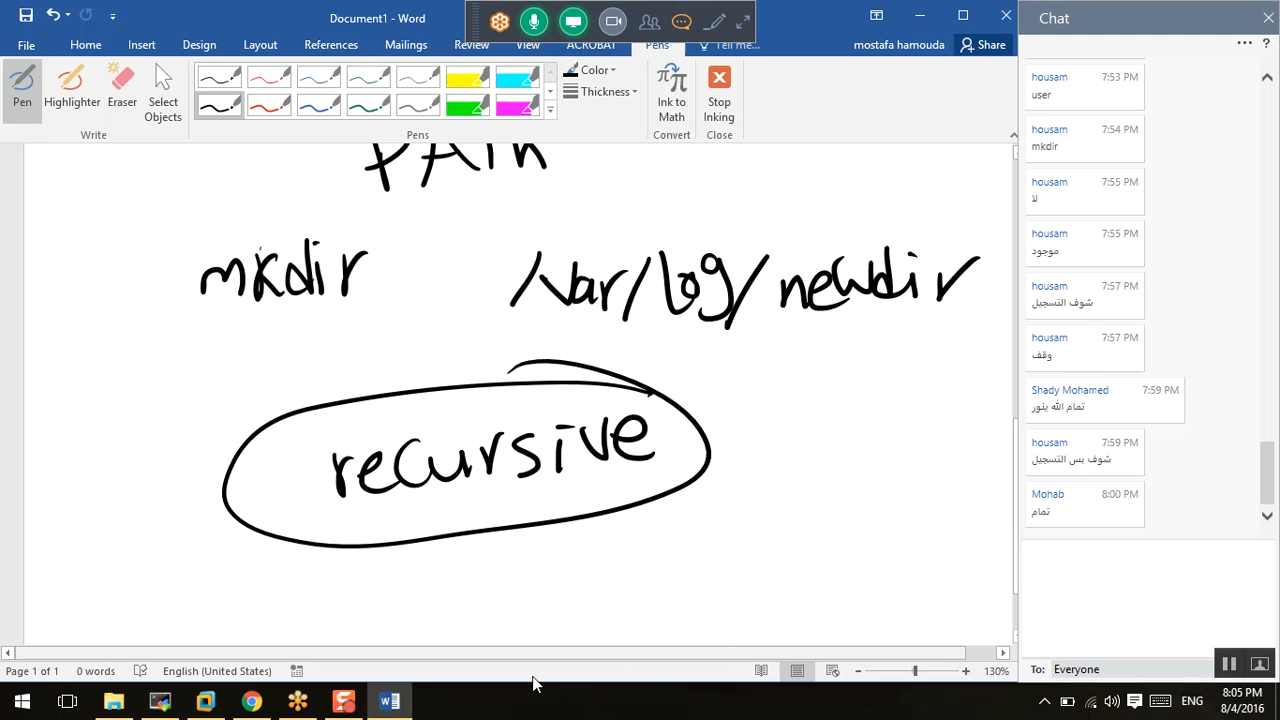 Document1 - Word
Chat
File
Home
Insert
Design
Layout
References
Mailings
Review
View
ACROBAT
Pens
Tell me...
mostafa hamouda
Share
Pen
Highlighter
Eraser
Select
Objects
Color
Thickness
Ink to
Math
Stop
Inking
Write
Pens
Convert
Close
PATH
mkdir /var/log/newdir
recursive
housam 7:53 PM
user
housam 7:54 PM
mkdir
housam 7:55 PM
لا
housam 7:55 PM
موجود
housam 7:57 PM
شوف التسجيل
housam 7:57 PM
وقف
Shady Mohamed 7:59 PM
تمام الله ينور
housam 7:59 PM
شوف بس التسجيل
Mohab 8:00 PM
تمام
To: Everyone
Page 1 of 1 0 words English (United States) 130%
ENG
8:05 PM
8/4/2016